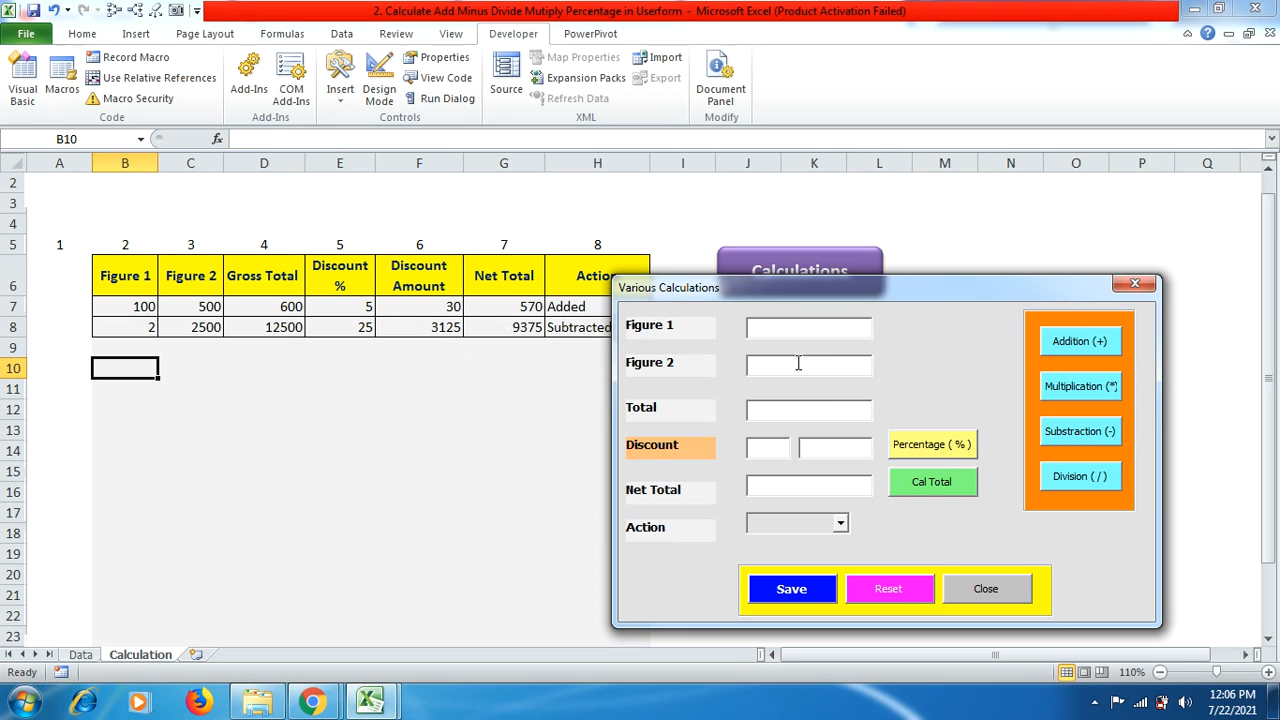 2. Calculate Add Minus Divide Mutiply Percentage in Userform - Microsoft Excel (Product Activation Failed)
File Home Insert Page Layout Formulas Data Review View Developer PowerPivot
Visual Basic
Macros
Record Macro
Use Relative References
Macro Security
Code
Add-Ins
COM Add-Ins
Add-Ins
Insert
Design Mode
Properties
View Code
Run Dialog
Controls
Source
Map Properties
Expansion Packs
Refresh Data
Import
Export
XML
Document Panel
Modify
B10 fx
A B C D E F G H I J K L M N O P Q
2
3
4
5 1 2 3 4 5 6 7 8
6 Figure 1 Figure 2 Gross Total Discount % Discount Amount Net Total Action
7 100 500 600 5 30 570 Added
8 2 2500 12500 25 3125 9375 Subtracted
9
10
11
12
13
14
15
16
17
18
19
20
21
22
23
Calculations
Various Calculations
Figure 1
Figure 2
Total
Discount
Net Total
Action
Percentage ( % )
Cal Total
Addition (+)
Multiplication (*)
Substraction (-)
Division ( / )
Save Reset Close
Data Calculation
Ready 110%
12:06 PM
7/22/2021